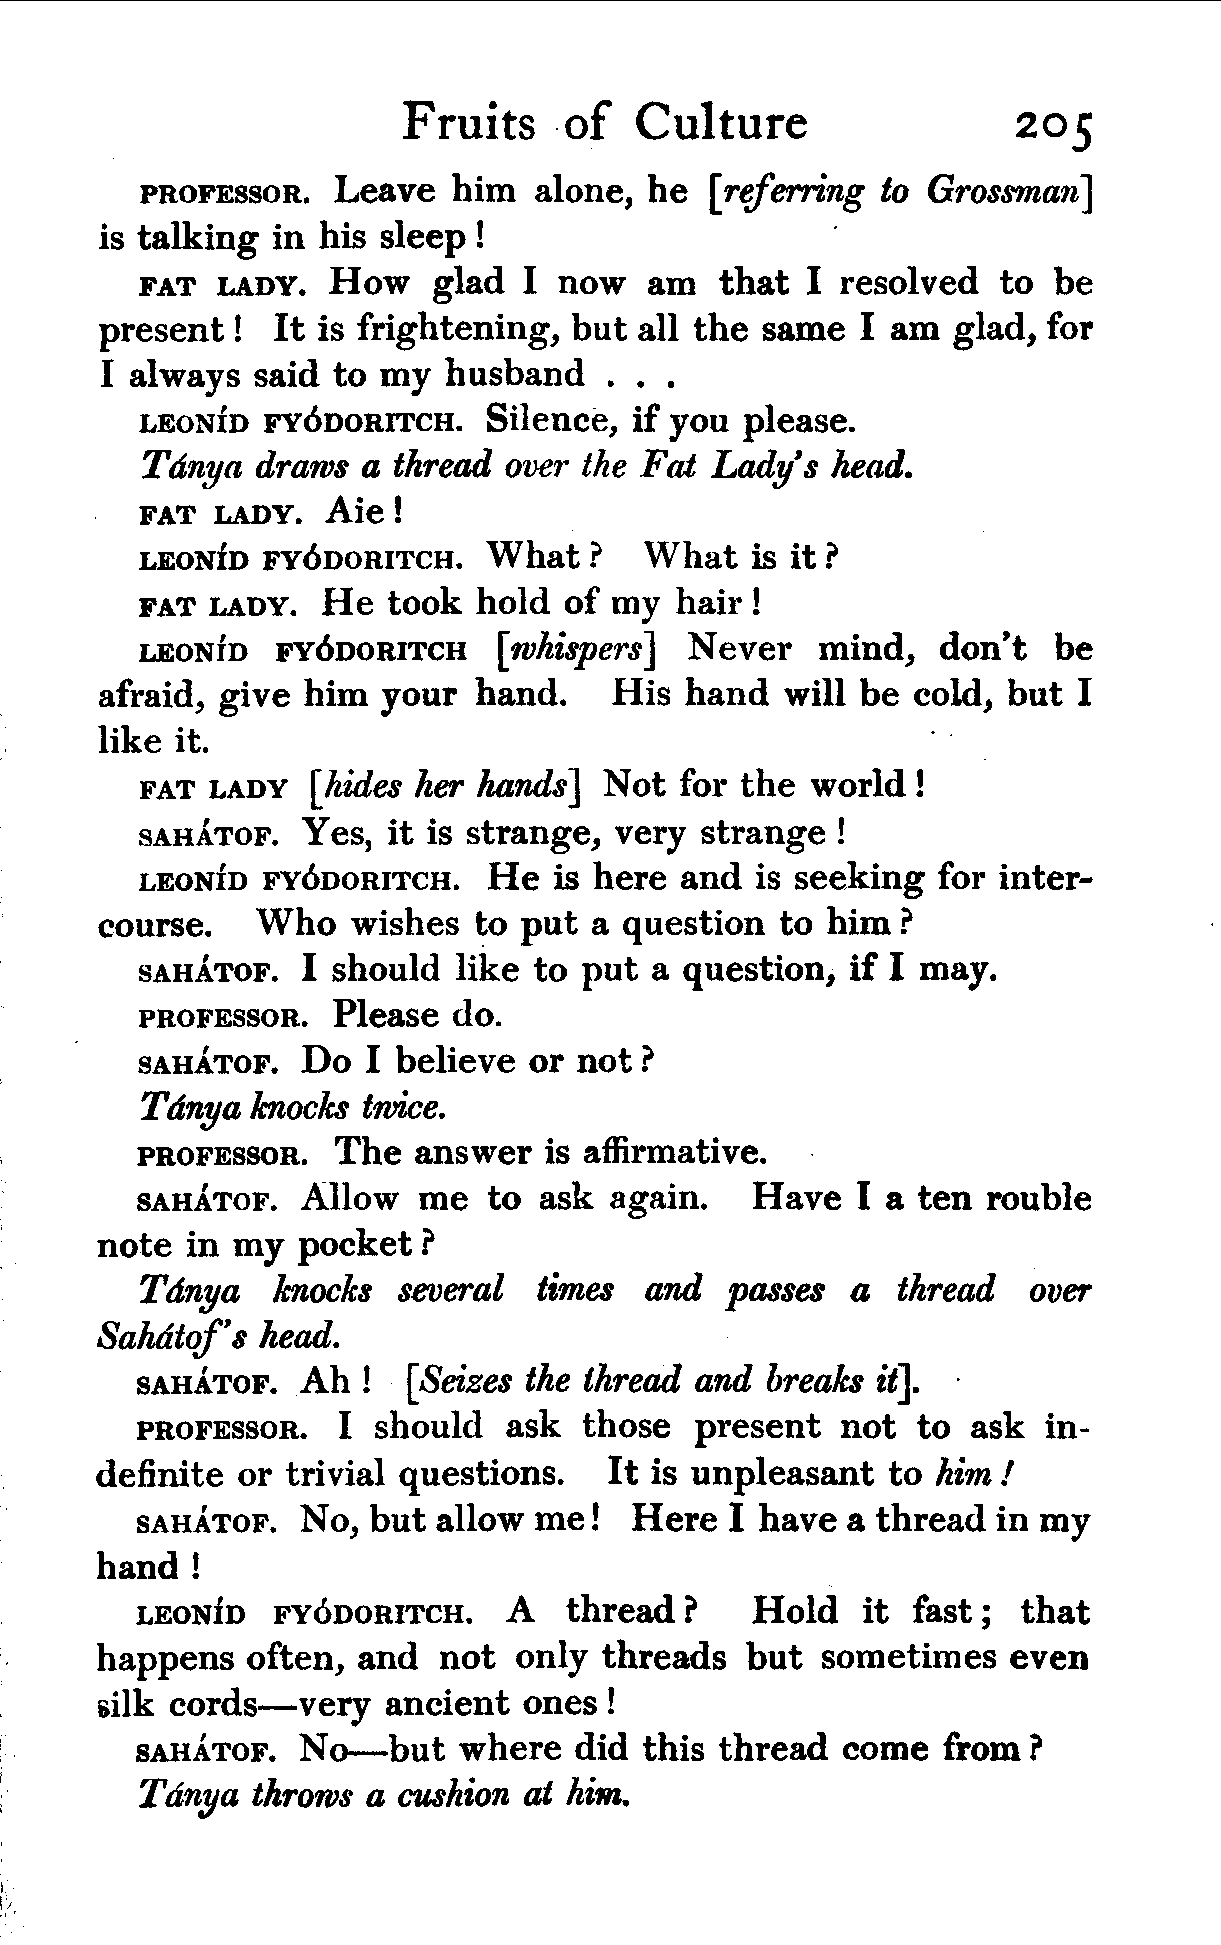 Fruits of Culture 205
PROFESSOR. Leave him alone, he [referring to Grossman]
is talking in his sleep !
FAT LADY. How glad I now am that I resolved to be
present ! It is frightening, but all the same I am glad, for
I always said to my husband . . .
LEONÍD FYÓDORITCH. Silence, if you please.
Tánya draws a thread over the Fat Lady's head.
FAT LADY. Aie !
LEONÍD FYÓDORITCH. What ? What is it ?
FAT LADY. He took hold of my hair !
LEONÍD FYÓDORITCH [whispers] Never mind, don't be
afraid, give him your hand. His hand will be cold, but I
like it.
FAT LADY [hides her hands] Not for the world !
SAHÁTOF. Yes, it is strange, very strange !
LEONÍD FYÓDORITCH. He is here and is seeking for inter-
course. Who wishes to put a question to him ?
SAHÁTOF. I should like to put a question, if I may.
PROFESSOR. Please do.
SAHÁTOF. Do I believe or not ?
Tánya knocks twice.
PROFESSOR. The answer is affirmative.
SAHÁTOF. Allow me to ask again. Have I a ten rouble
note in my pocket ?
Tánya knocks several times and passes a thread over
Sahátof's head.
SAHÁTOF. Ah ! [Seizes the thread and breaks it].
PROFESSOR. I should ask those present not to ask in-
definite or trivial questions. It is unpleasant to him !
SAHÁTOF. No, but allow me ! Here I have a thread in my
hand !
LEONÍD FYÓDORITCH. A thread ? Hold it fast ; that
happens often, and not only threads but sometimes even
silk cords—very ancient ones !
SAHÁTOF. No—but where did this thread come from ?
Tánya throws a cushion at him.